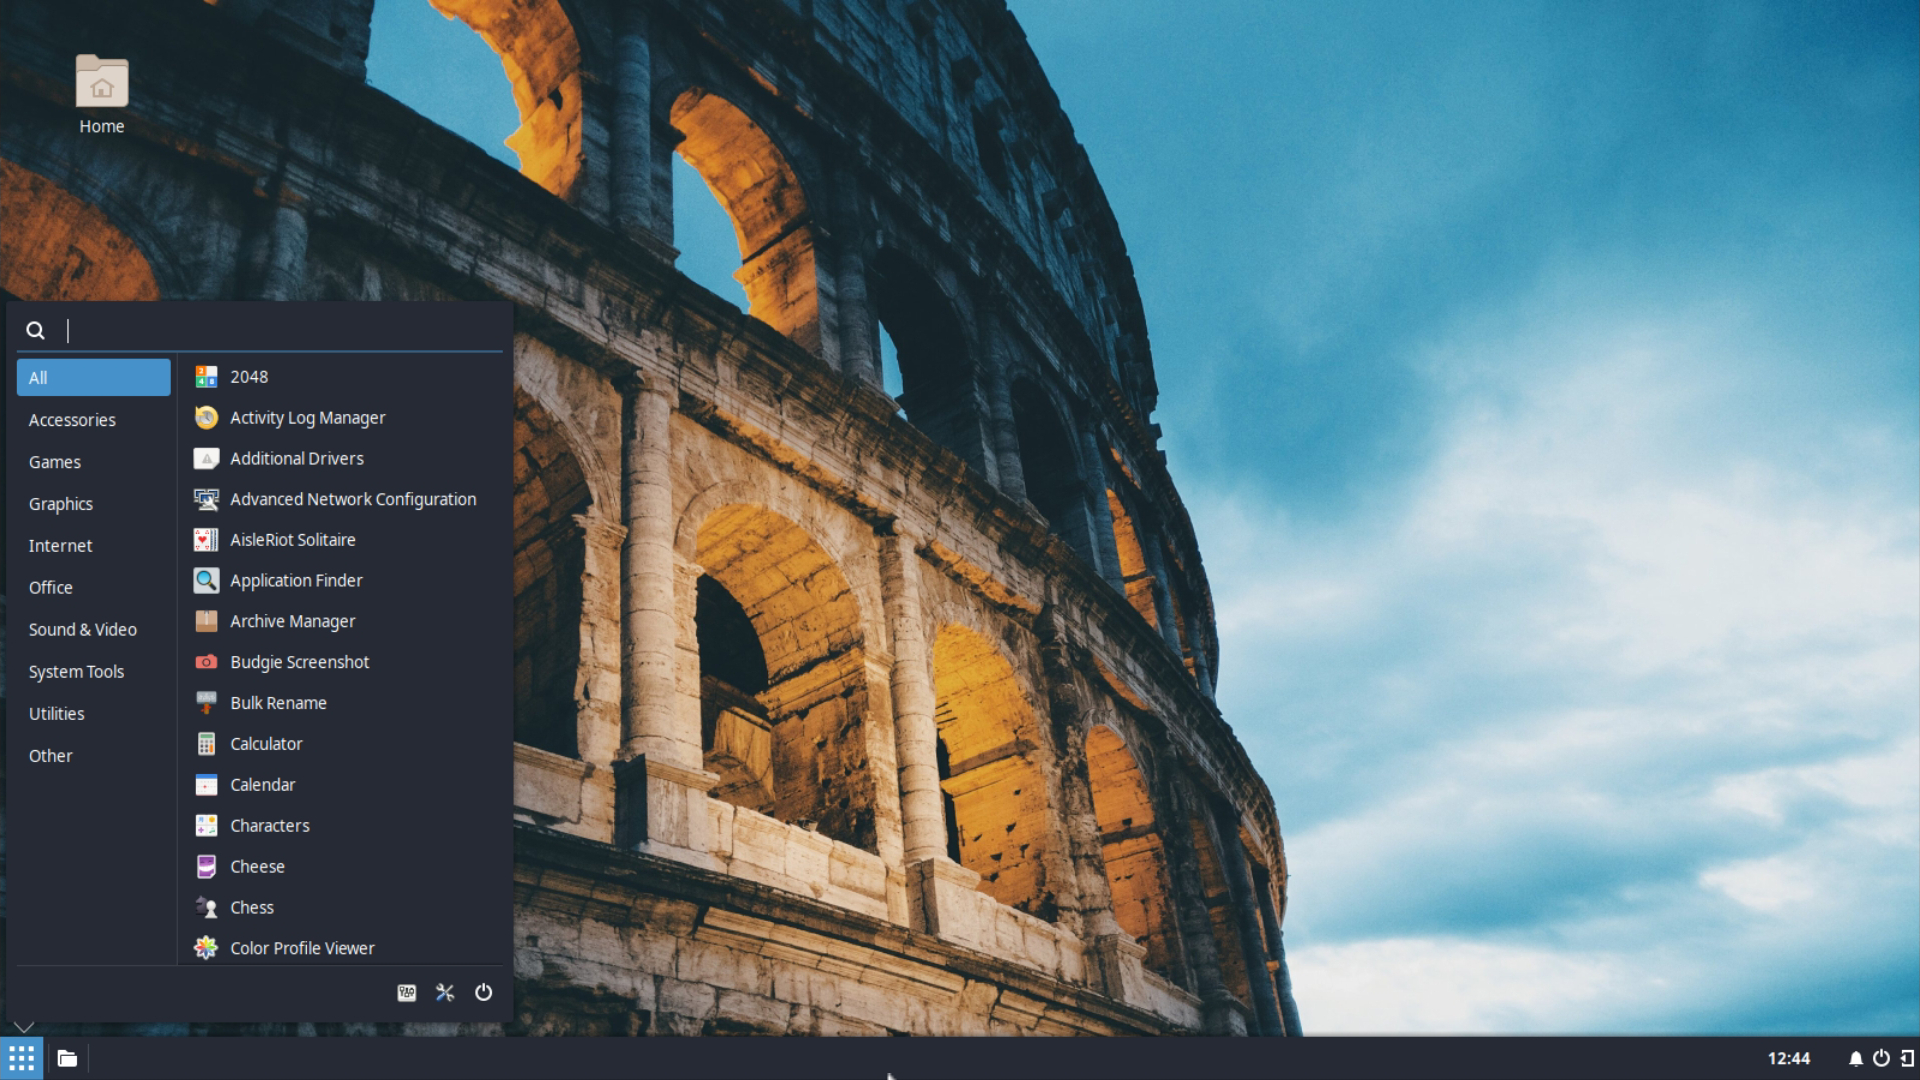 Home
All
Accessories
Games
Graphics
Internet
Office
Sound & Video
System Tools
Utilities
Other
2048
Activity Log Manager
Additional Drivers
Advanced Network Configuration
AisleRiot Solitaire
Application Finder
Archive Manager
Budgie Screenshot
Bulk Rename
Calculator
Calendar
Characters
Cheese
Chess
Color Profile Viewer
12:44